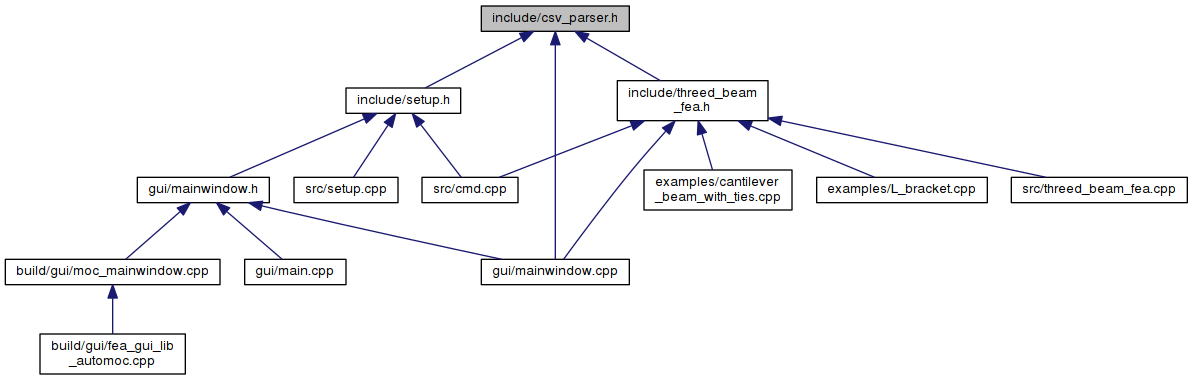 include/csv_parser.h
include/setup.h
include/threed_beam
_fea.h
gui/mainwindow.h
src/setup.cpp
src/cmd.cpp
examples/cantilever
_beam_with_ties.cpp
examples/L_bracket.cpp
src/threed_beam_fea.cpp
build/gui/moc_mainwindow.cpp
gui/main.cpp
gui/mainwindow.cpp
build/gui/fea_gui_lib
_automoc.cpp